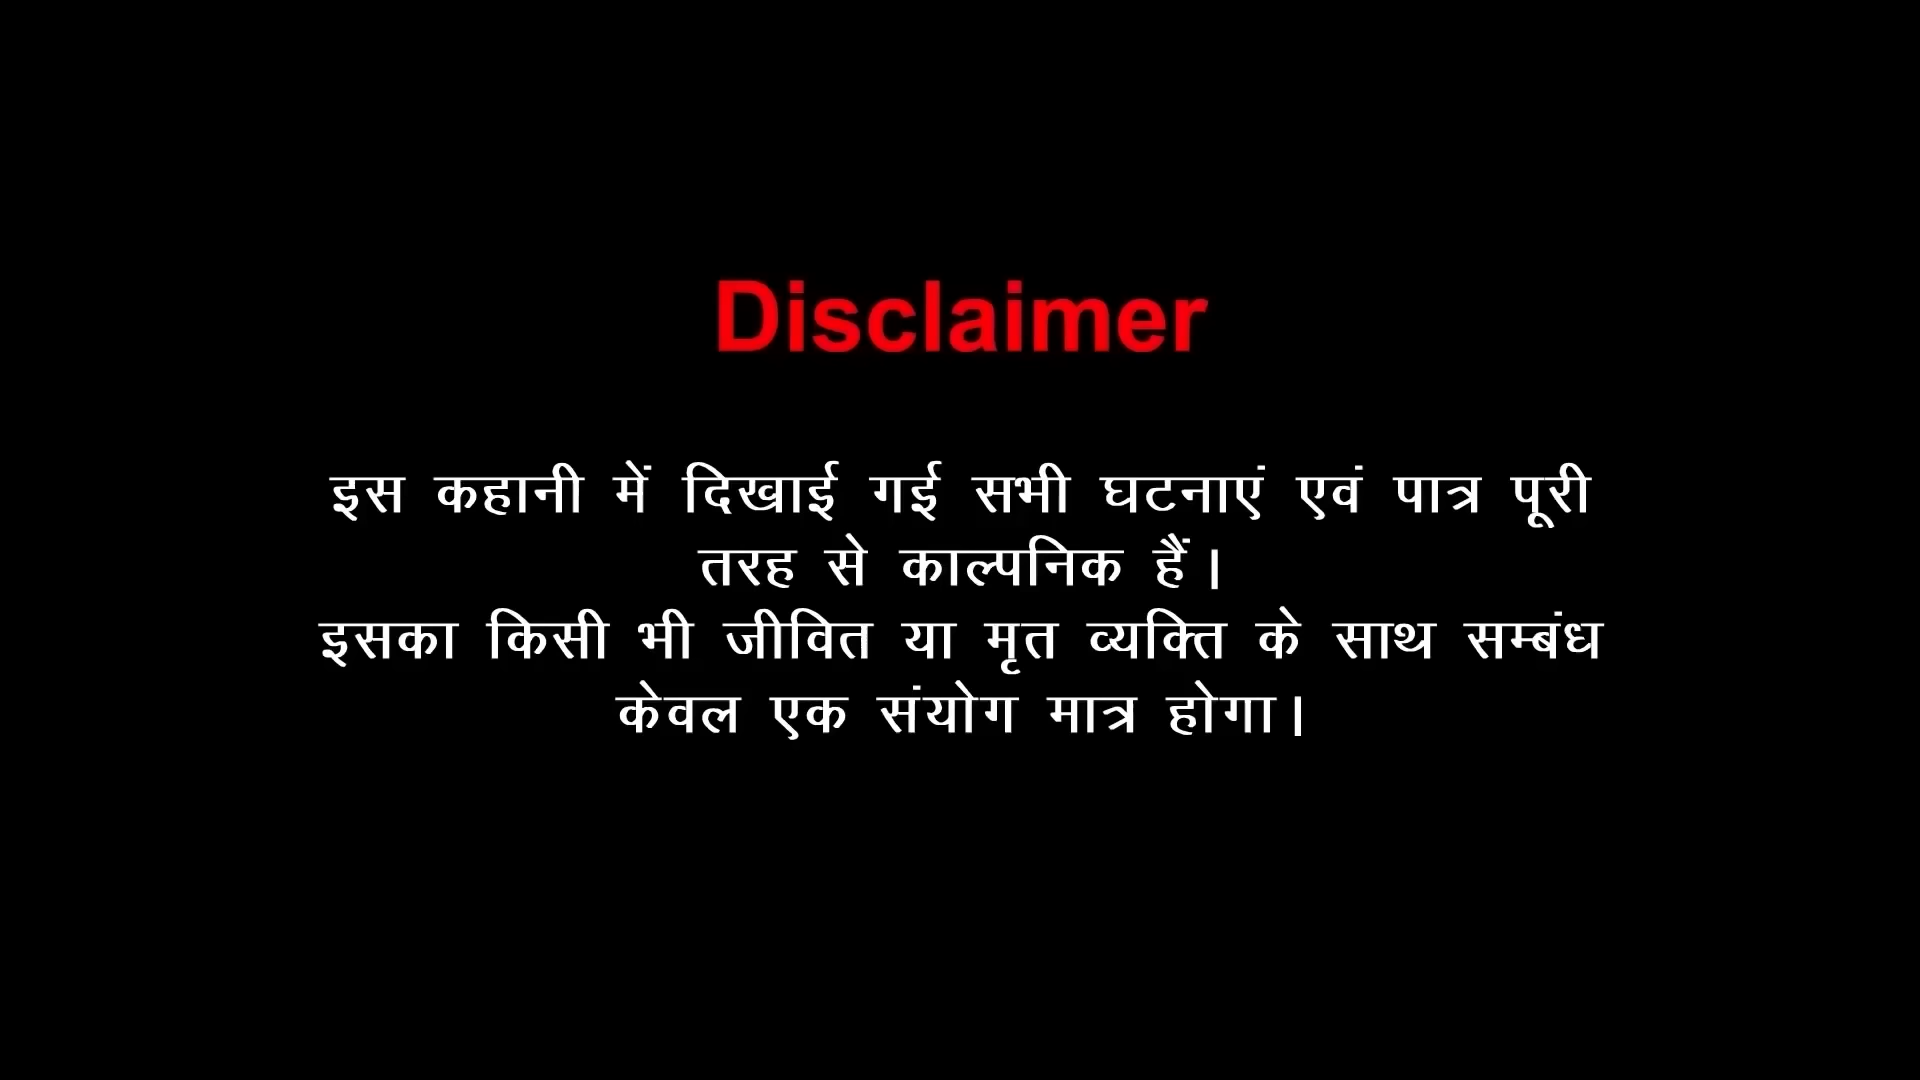 Disclaimer
इस कहानी में दिखाई गई सभी घटनाएं एवं पात्र पूरी
तरह से काल्पनिक हैं।
इसका किसी भी जीवित या मृत व्यक्ति के साथ सम्बंध
केवल एक संयोग मात्र होगा।